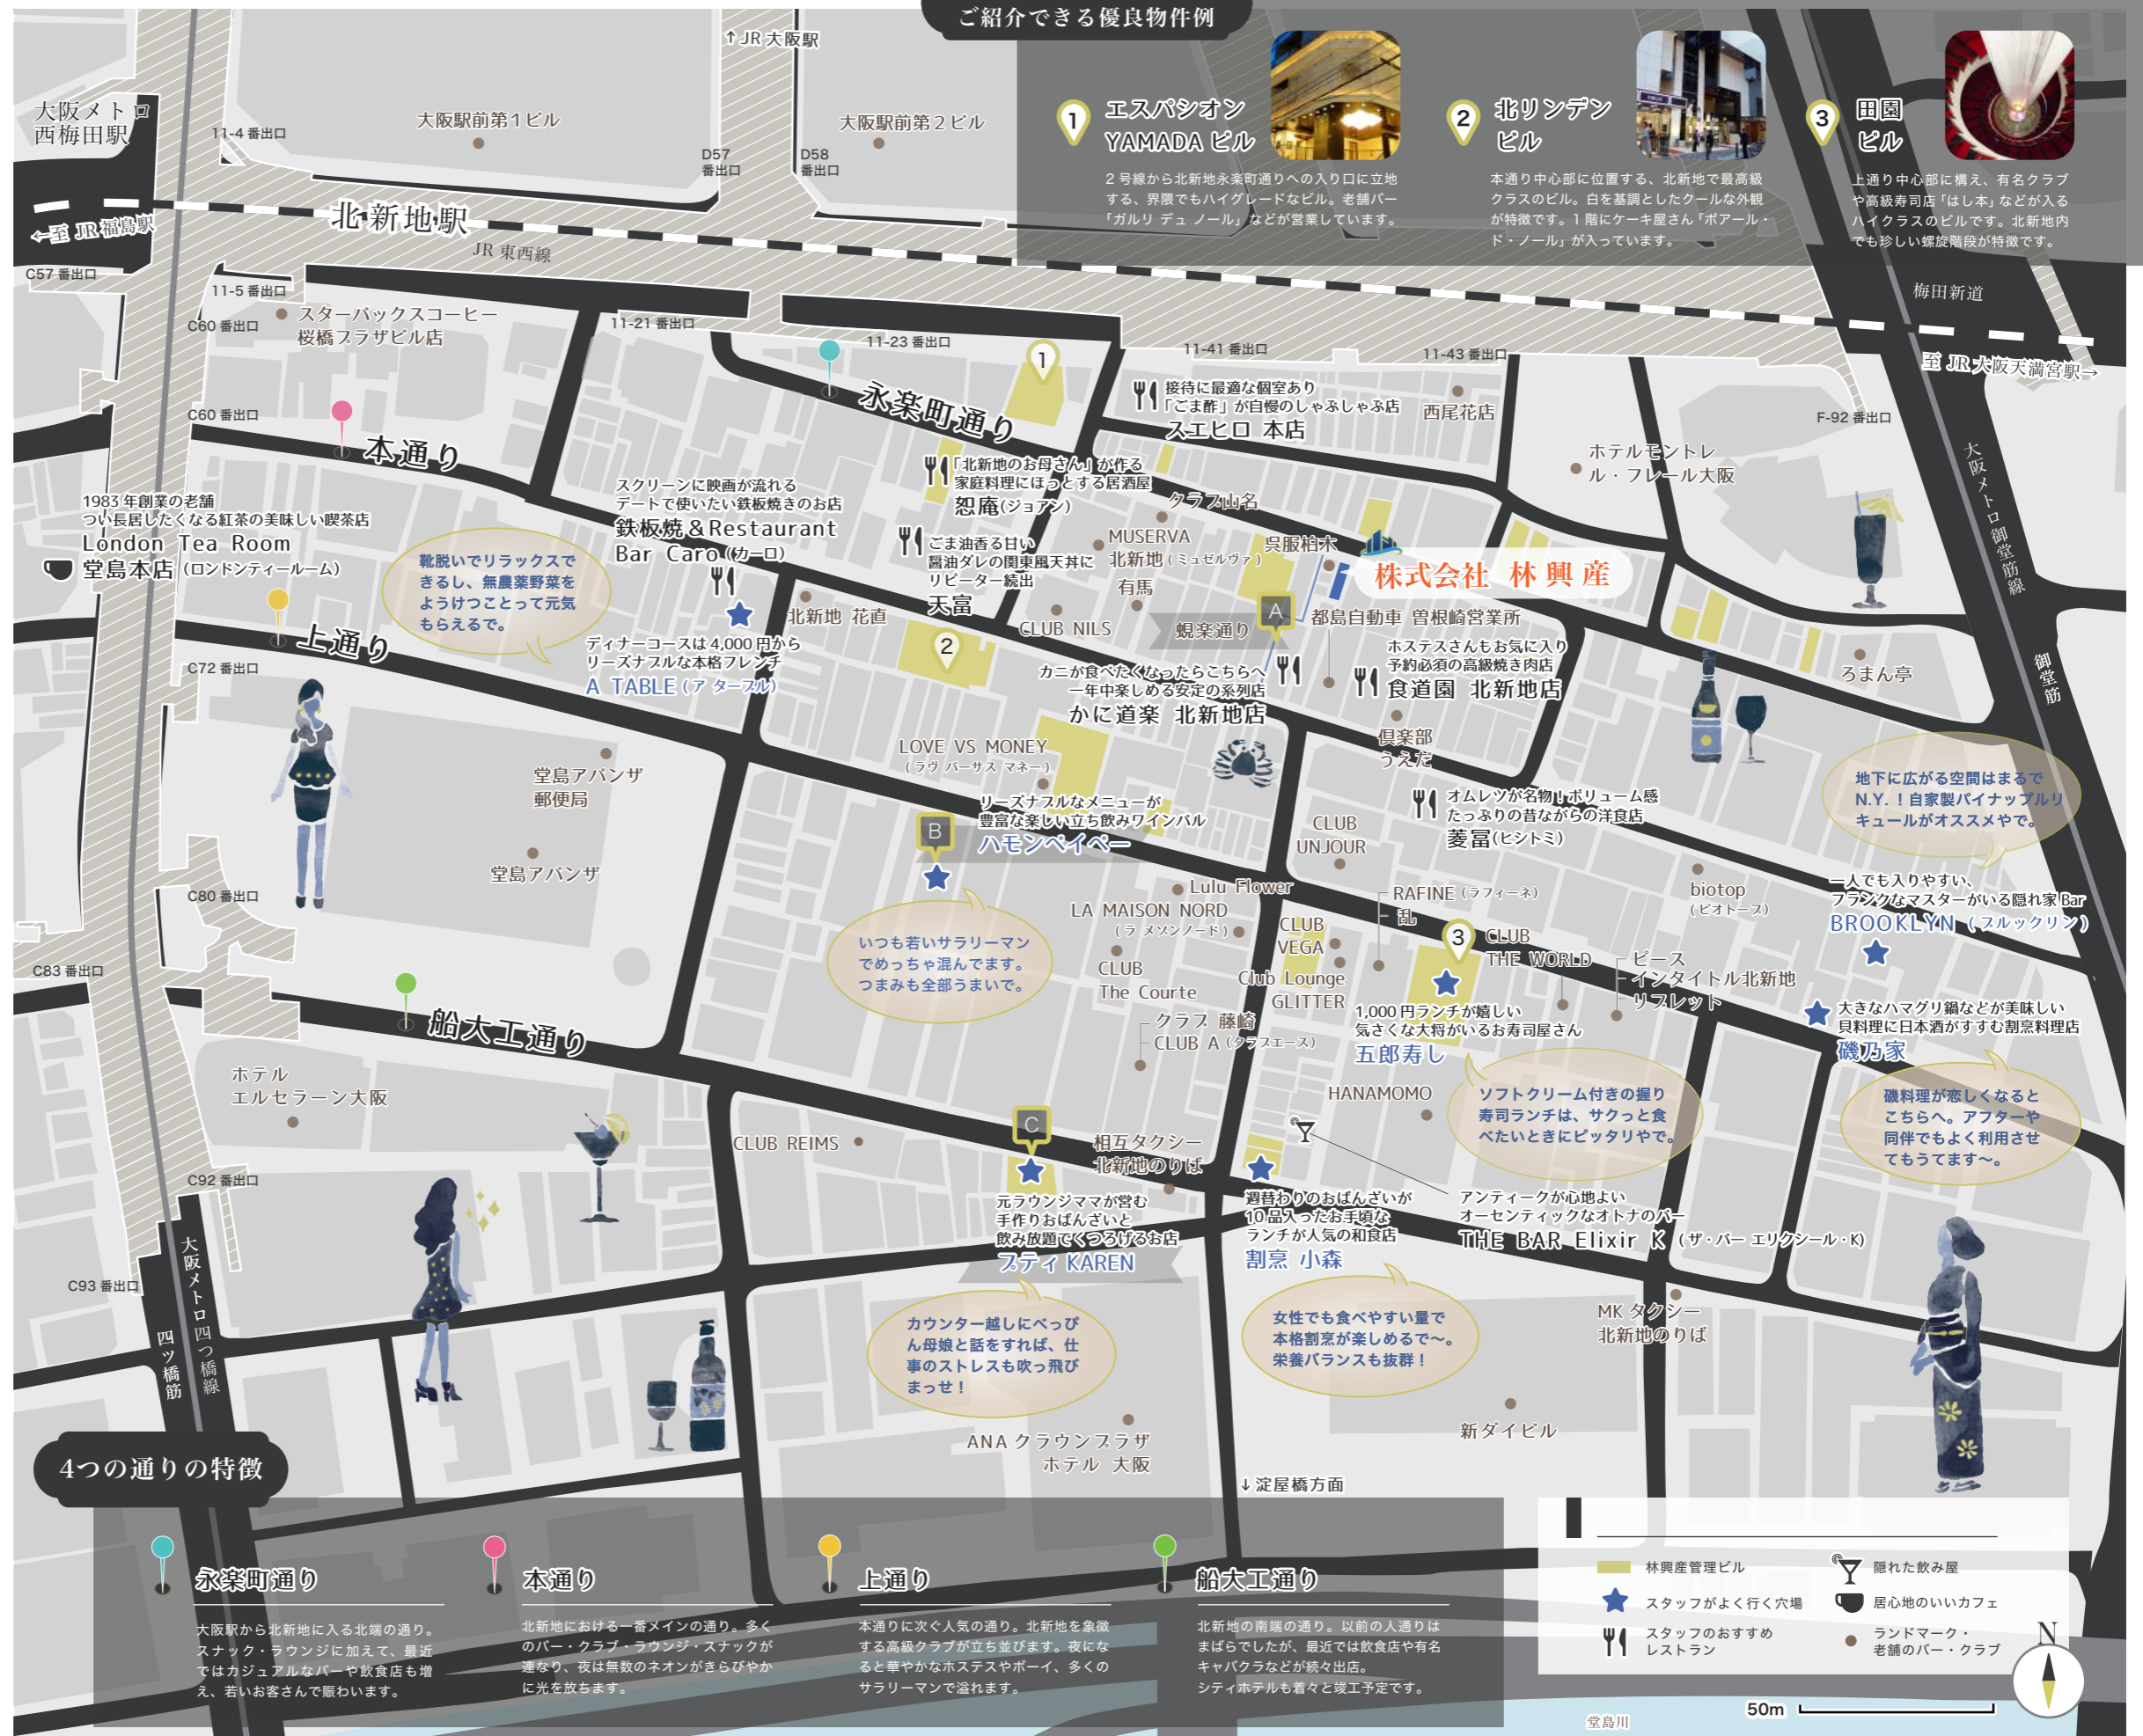 ご紹介できる優良物件例
1
エスパシオン
YAMADA ビル
2 号線から北新地永楽町通りへの入り口に立地
する、界隈でもハイグレードなビル。老舗バー
「ガルリ デュ ノール」などが営業しています。
2
北リンデン
ビル
本通り中心部に位置する、北新地で最高級
クラスのビル。白を基調としたクールな外観
が特徴です。1 階にケーキ屋さん「ポアール・
ド・ノール」が入っています。
3
田園
ビル
上通り中心部に構え、有名クラブ
や高級寿司店「はし本」などが入る
ハイクラスのビルです。北新地内
でも珍しい螺旋階段が特徴です。
↑JR 大阪駅
大阪メトロ
西梅田駅
11-4 番出口
大阪駅前第1ビル
大阪駅前第2ビル
D57
番出口
D58
番出口
←至 JR 福島駅
北新地駅
JR 東西線
C57 番出口
11-5 番出口
C60 番出口
スターバックスコーヒー
桜橋プラザビル店
11-21 番出口
11-23 番出口
11-41 番出口
11-43 番出口
梅田新道
至 JR 大阪天満宮駅→
F-92 番出口
C60 番出口
本通り
永楽町通り
1
接待に最適な個室あり
「ごま酢」が自慢のしゃぶしゃぶ店
スエヒロ 本店
西尾花店
ホテルモントレ
ル・フレール大阪
大阪メトロ御堂筋線
御堂筋
1983 年創業の老舗
つい長居したくなる紅茶の美味しい喫茶店
London Tea Room
堂島本店 (ロンドンティールーム)
靴脱いでリラックスで
きるし、無農薬野菜を
ようけつことって元気
もらえるで。
スクリーンに映画が流れる
デートで使いたい鉄板焼きのお店
鉄板焼＆Restaurant
Bar Caro (カーロ)
「北新地のお母さん」が作る
家庭料理にほっとする居酒屋
恕庵(ジョアン)
ごま油香る甘い
醤油ダレの関東風天丼に
リピーター続出
天富
クラブ山名
MUSERVA
北新地 (ミュゼルヴァ)
有馬
呉服柏木
株式会社 林興産
CLUB NILS
蜆楽通り
A
都島自動車 曽根崎営業所
北新地 花直
上通り
C72 番出口
ディナーコースは 4,000 円から
リーズナブルな本格フレンチ
A TABLE (ア ターブル)
2
カニが食べたくなったらこちらへ
一年中楽しめる安定の系列店
かに道楽 北新地店
ホステスさんもお気に入り
予約必須の高級焼き肉店
食道園 北新地店
倶楽部
うえだ
ろまん亭
堂島アバンザ
郵便局
堂島アバンザ
LOVE VS MONEY
(ラヴ バーサス マネー)
リーズナブルなメニューが
豊富な楽しい立ち飲みワインバル
ハモンベイベー
B
いつも若いサラリーマン
でめっちゃ混んでます。
つまみも全部うまいで。
オムレツが名物！ボリューム感
たっぷりの昔ながらの洋食店
菱冨(ヒシトミ)
CLUB
UNJOUR
地下に広がる空間はまるで
N.Y.！自家製パイナップルリ
キュールがオススメやで。
biotop
(ビオトープ)
一人でも入りやすい、
フランクなマスターがいる隠れ家 Bar
BROOKLYN (ブルックリン)
C80 番出口
C83 番出口
Lulu Flower
LA MAISON NORD
(ラ メゾンノード)
CLUB
The Courte
CLUB
VEGA
Club Lounge
GLITTER
RAFINE (ラフィーネ)
乱
3
CLUB
THE WORLD
ピース
インタイトル北新地
リブレット
大きなハマグリ鍋などが美味しい
貝料理に日本酒がすすむ割烹料理店
磯乃家
クラブ 藤崎
CLUB A (クラブエース)
1,000 円ランチが嬉しい
気さくな大将がいるお寿司屋さん
五郎寿し
船大工通り
ホテル
エルセラーン大阪
HANAMOMO
ソフトクリーム付きの握り
寿司ランチは、サクっと食
べたいときにピッタリやで。
磯料理が恋しくなると
こちらへ。アフターや
同伴でもよく利用させ
てもうてます〜。
CLUB REIMS
C
相互タクシー
北新地のりば
C92 番出口
元ラウンジママが営む
手作りおばんざいと
飲み放題でくつろげるお店
プティ KAREN
週替わりのおばんざいが
10 品入ったお手頃な
ランチが人気の和食店
割烹 小森
アンティークが心地よい
オーセンティックなオトナのバー
THE BAR Elixir K (ザ・バー エリクシール・K)
C93 番出口
大阪メトロ四つ橋線
四ツ橋筋
カウンター越しにべっぴ
ん母娘と話をすれば、仕
事のストレスも吹っ飛び
まっせ！
女性でも食べやすい量で
本格割烹が楽しめるで〜。
栄養バランスも抜群！
MK タクシー
北新地のりば
新ダイビル
ANA クラウンプラザ
ホテル 大阪
↓淀屋橋方面
4つの通りの特徴
永楽町通り
大阪駅から北新地に入る北端の通り。
スナック・ラウンジに加えて、最近
ではカジュアルなバーや飲食店も増
え、若いお客さんで賑わいます。
本通り
北新地における一番メインの通り。多く
のバー・クラブ・ラウンジ・スナックが
連なり、夜は無数のネオンがきらびやか
に光を放ちます。
上通り
本通りに次ぐ人気の通り。北新地を象徴
する高級クラブが立ち並びます。夜にな
ると華やかなホステスやボーイ、多くの
サラリーマンで溢れます。
船大工通り
北新地の南端の通り。以前の人通りは
まばらでしたが、最近では飲食店や有名
キャバクラなどが続々出店。
シティホテルも着々と竣工予定です。
林興産管理ビル
スタッフがよく行く穴場
スタッフのおすすめ
レストラン
隠れた飲み屋
居心地のいいカフェ
ランドマーク・
老舗のバー・クラブ
N
50m
堂島川